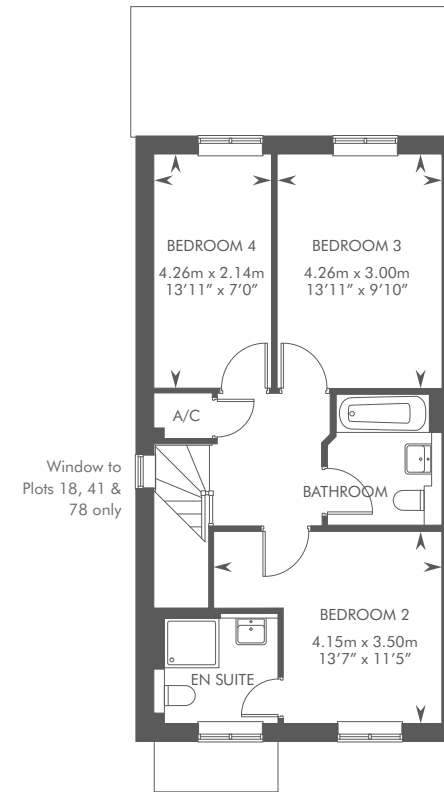 BEDROOM 4
4.26m x 2.14m
13’11” x 7’0”
BEDROOM 3
4.26m x 3.00m
13’11” x 9’10”
A/C
Window to
Plots 18, 41 &
78 only
BATHROOM
BEDROOM 2
4.15m x 3.50m
13’7” x 11’5”
EN SUITE